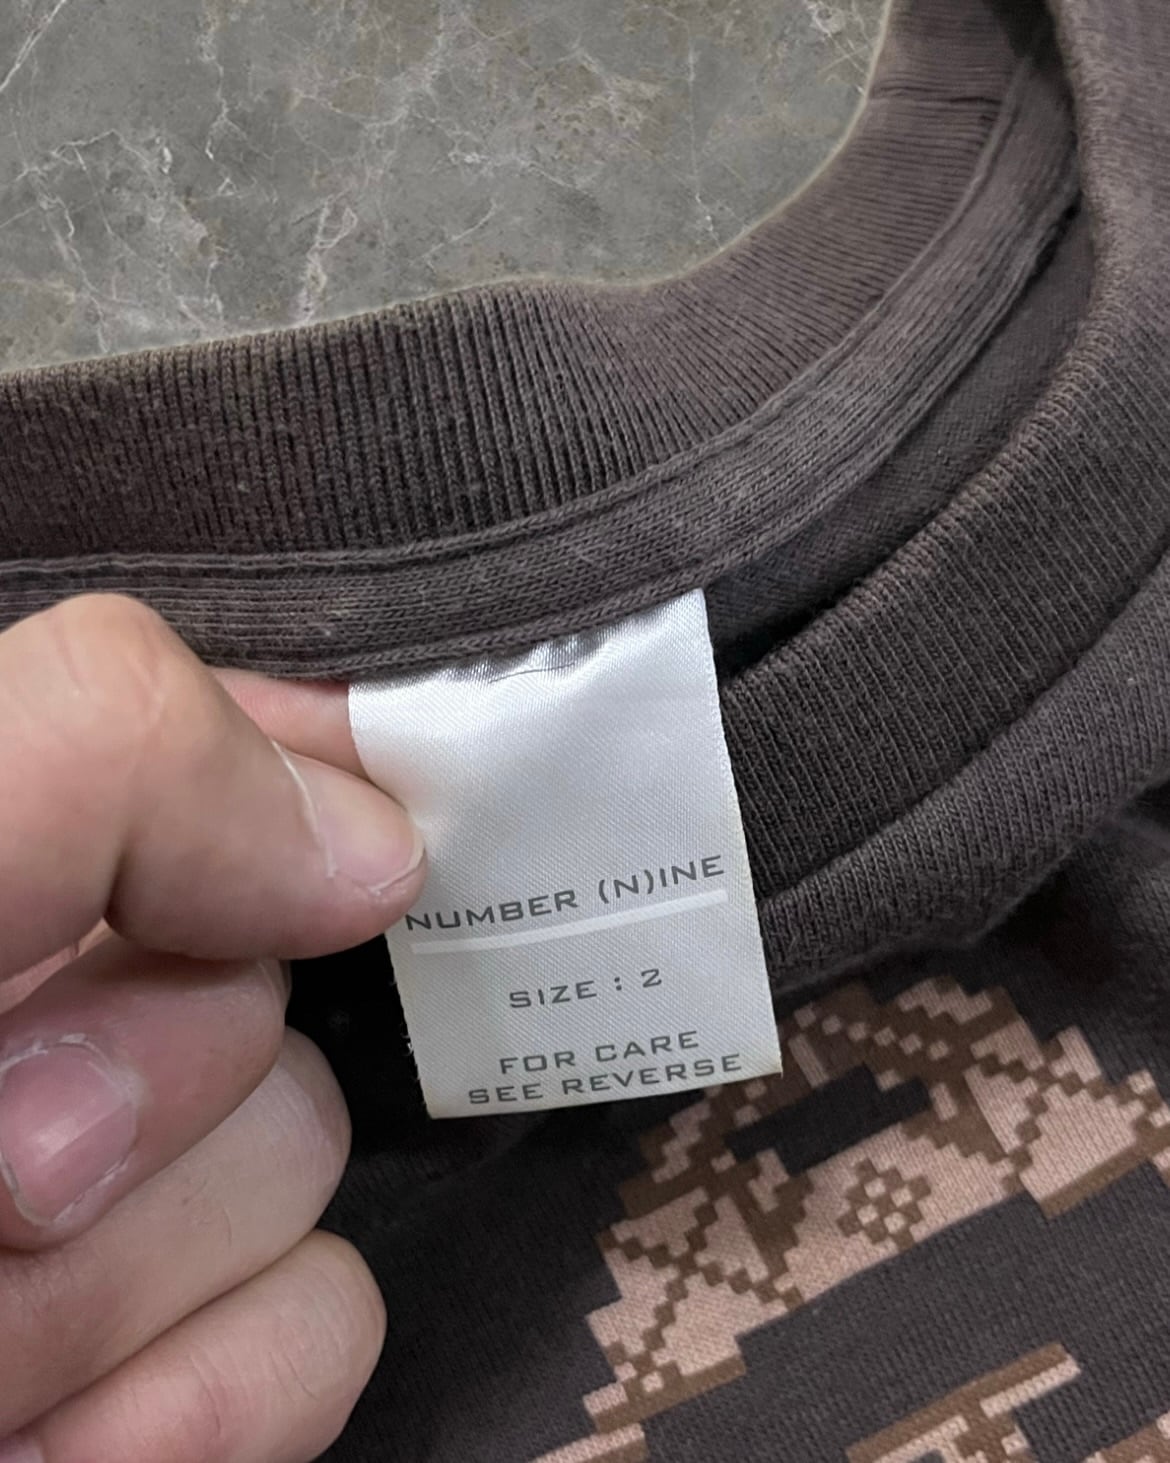 NUMBER (N)INE
SIZE : 2
FOR CARE
SEE REVERSE